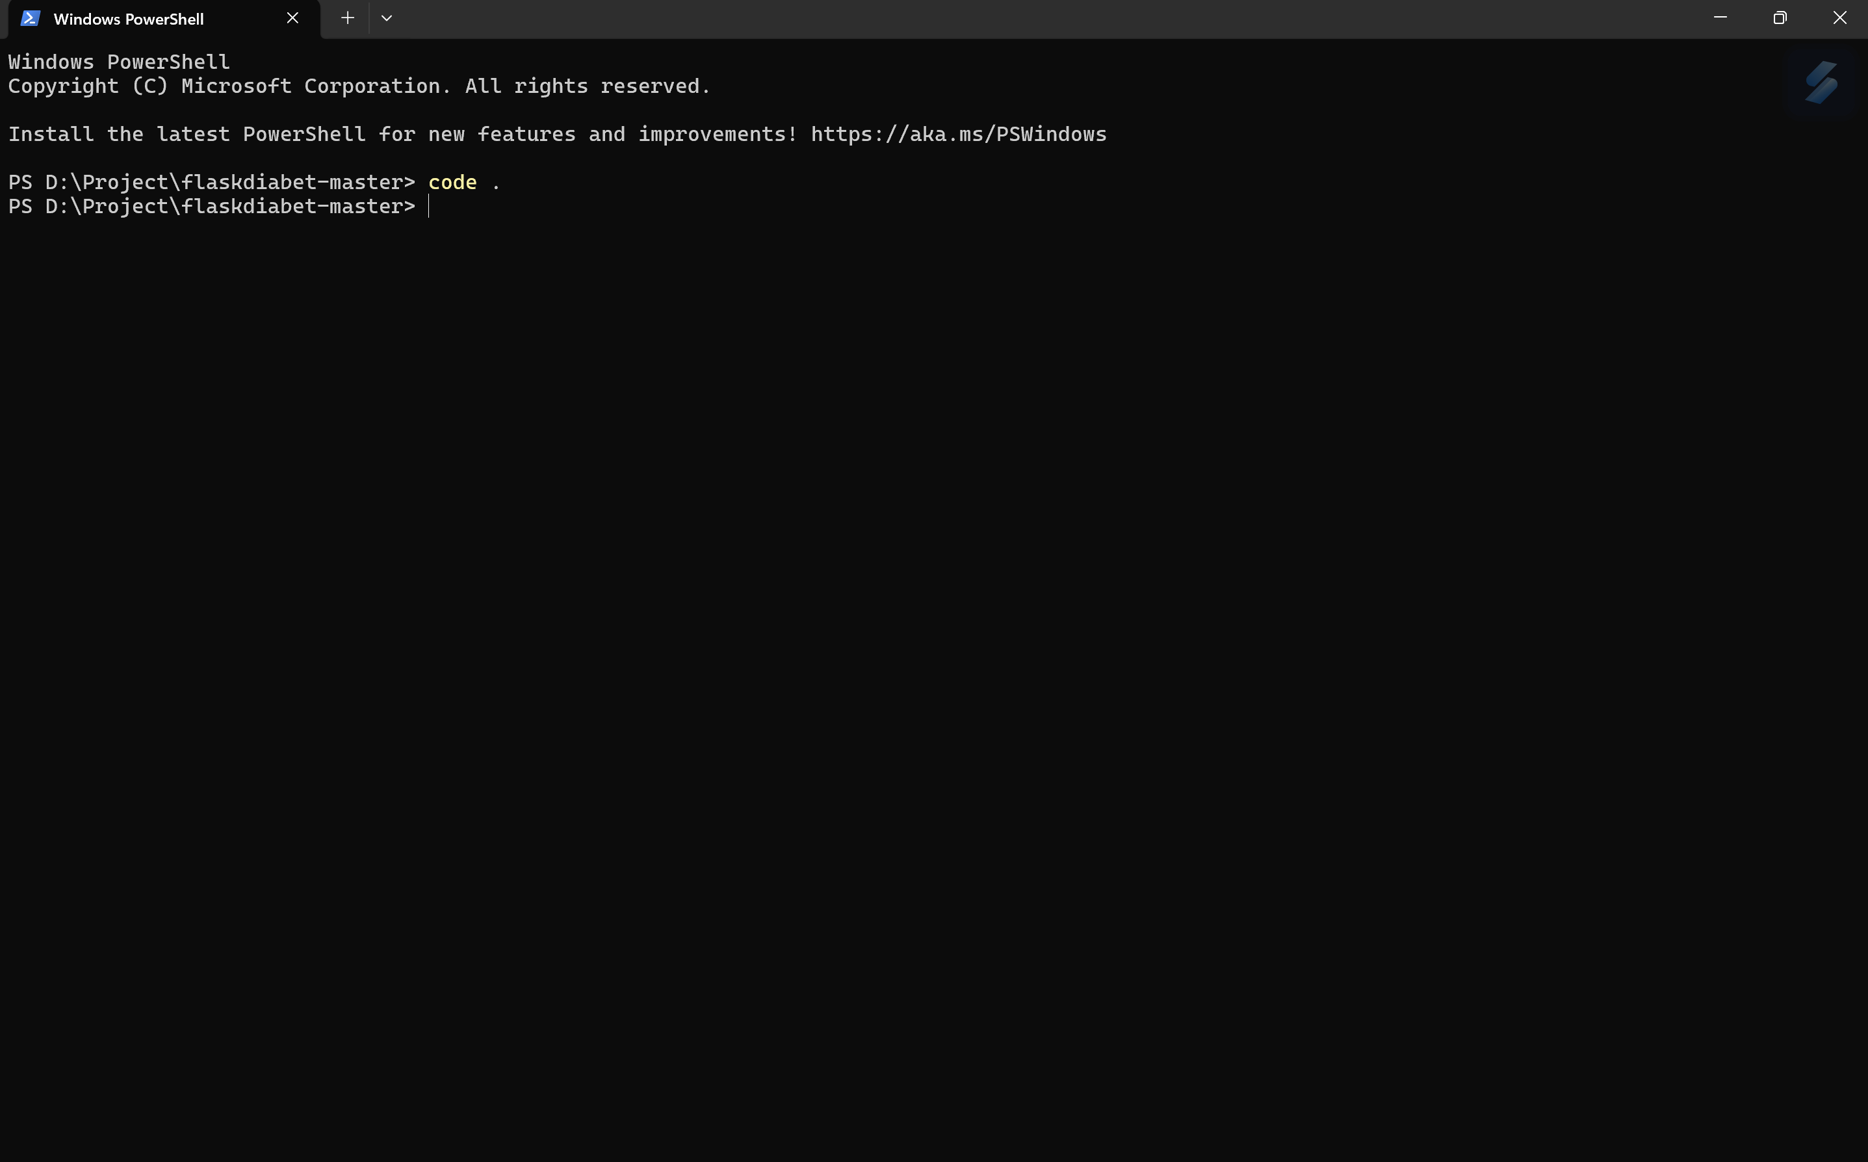 Windows PowerShell
Windows PowerShell
Copyright (C) Microsoft Corporation. All rights reserved.
Install the latest PowerShell for new features and improvements! https://aka.ms/PSWindows
PS D:\Project\flaskdiabet-master> code .
PS D:\Project\flaskdiabet-master>